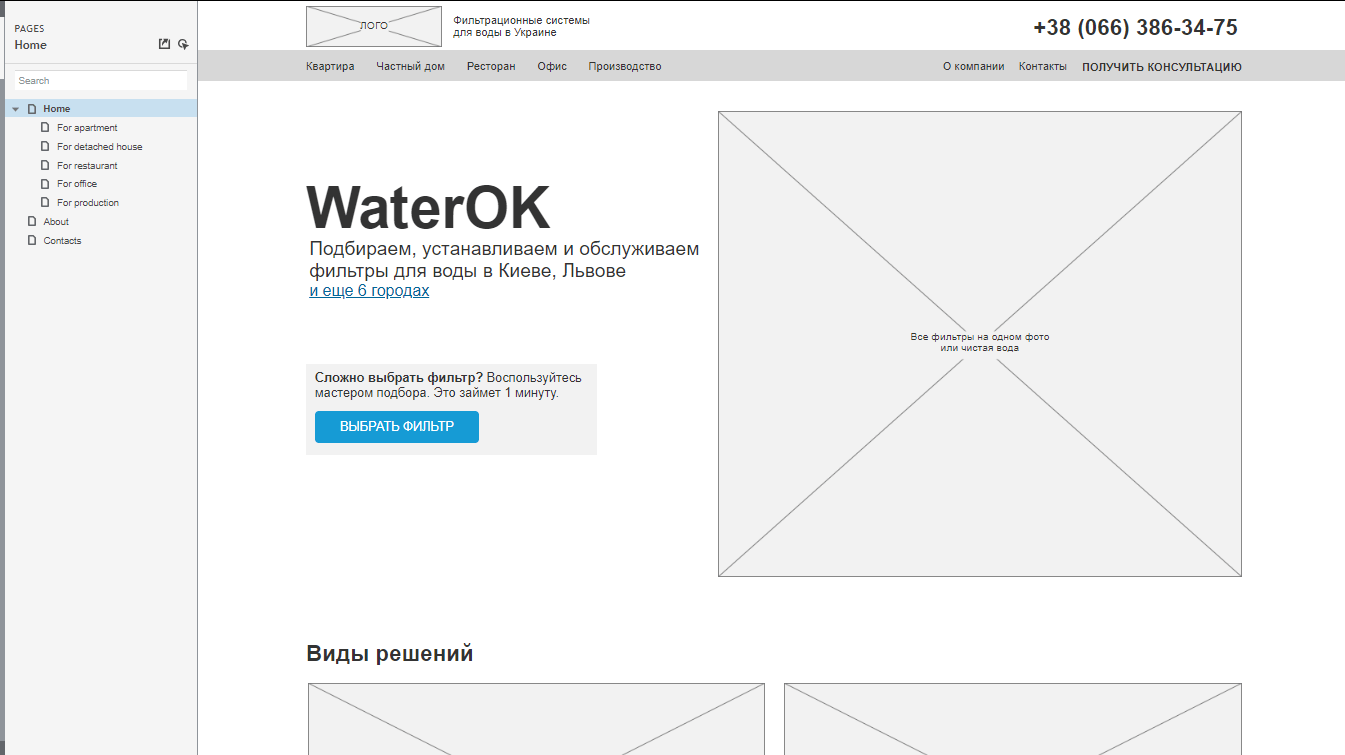 PAGES
Home
Search
Home
For apartment
For detached house
For restaurant
For office
For production
About
Contacts
ЛОГО
Фильтрационные системы
для воды в Украине
+38 (066) 386-34-75
Квартира Частный дом Ресторан Офис Производство О компании Контакты ПОЛУЧИТЬ КОНСУЛЬТАЦИЮ
WaterOK
Подбираем, устанавливаем и обслуживаем
фильтры для воды в Киеве, Львове
и еще 6 городах
Сложно выбрать фильтр? Воспользуйтесь
мастером подбора. Это займет 1 минуту.
ВЫБРАТЬ ФИЛЬТР
Все фильтры на одном фото
или чистая вода
Виды решений